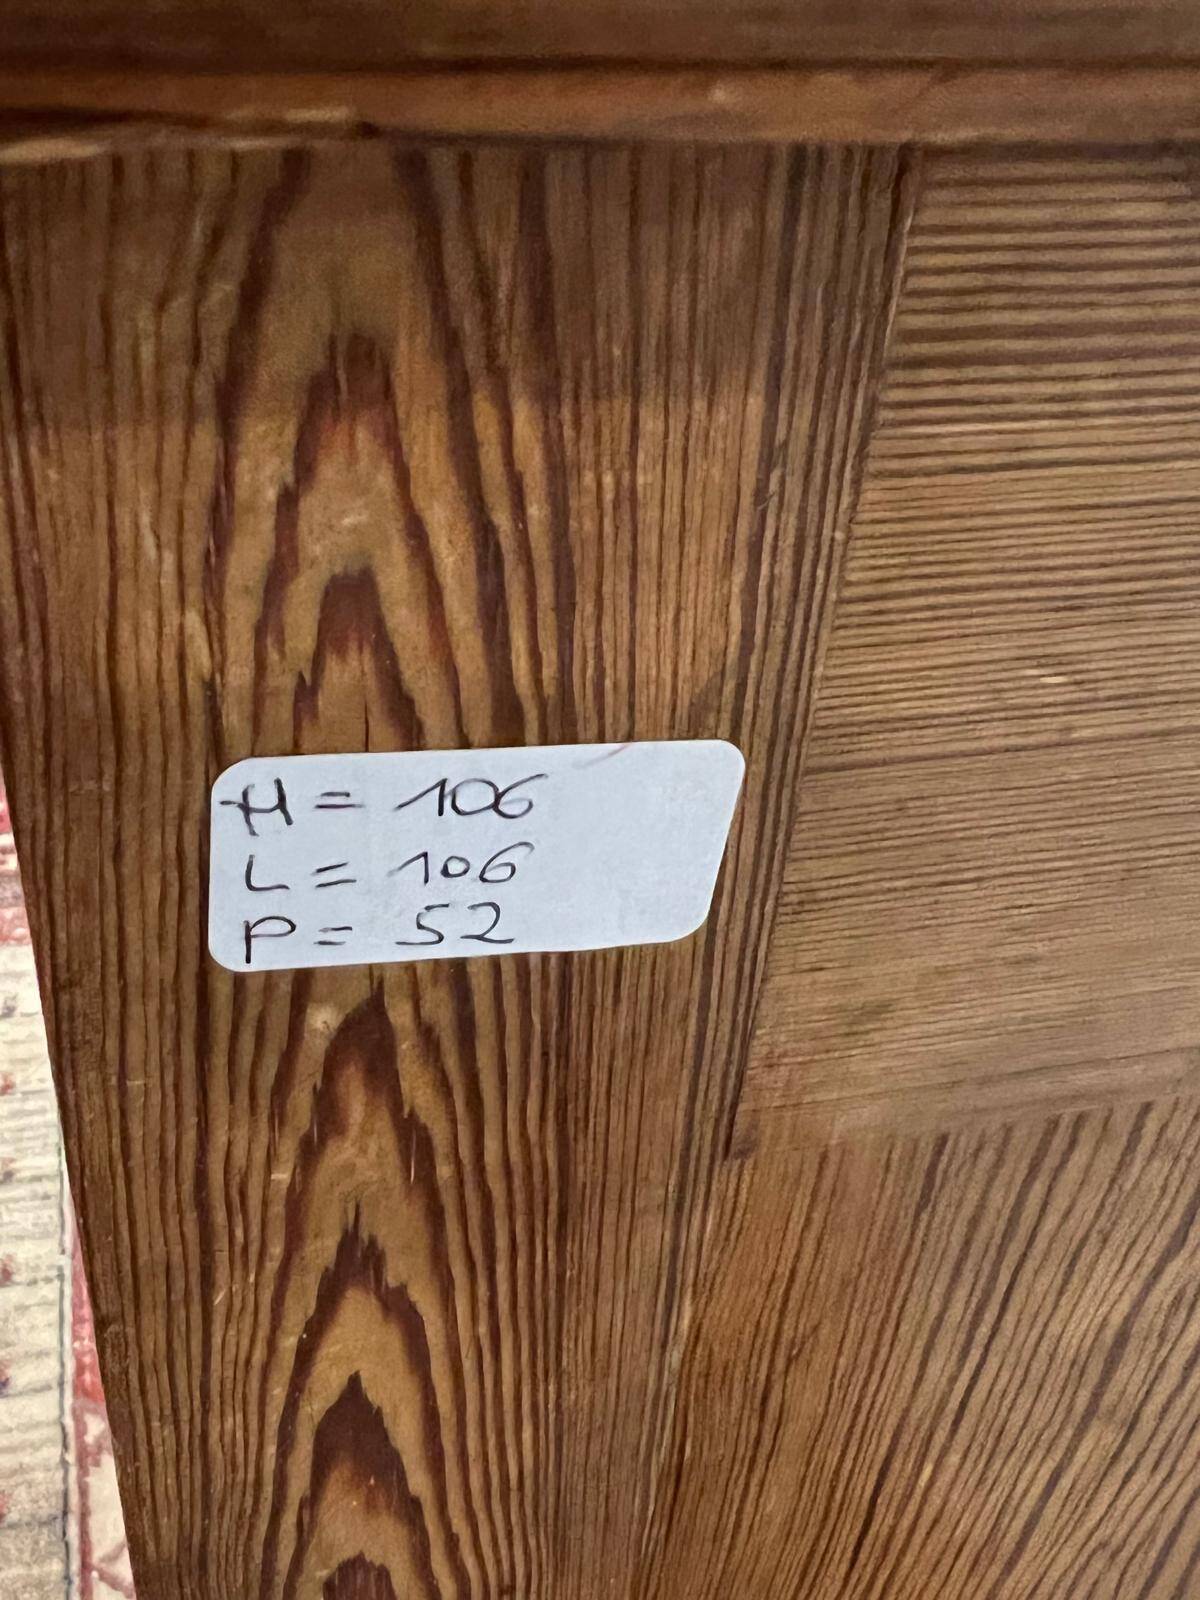 H = 106
L = 106
P = 52